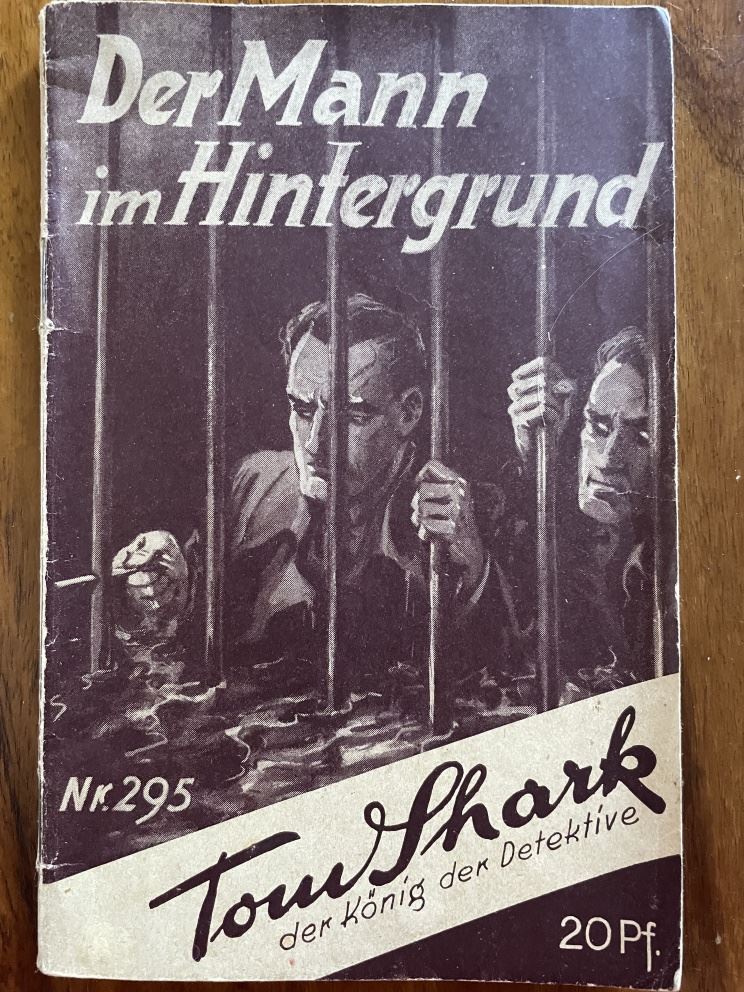 Der Mann
im Hintergrund
Nr. 295
Tom Shark
der König der Detektive
20 Pf.